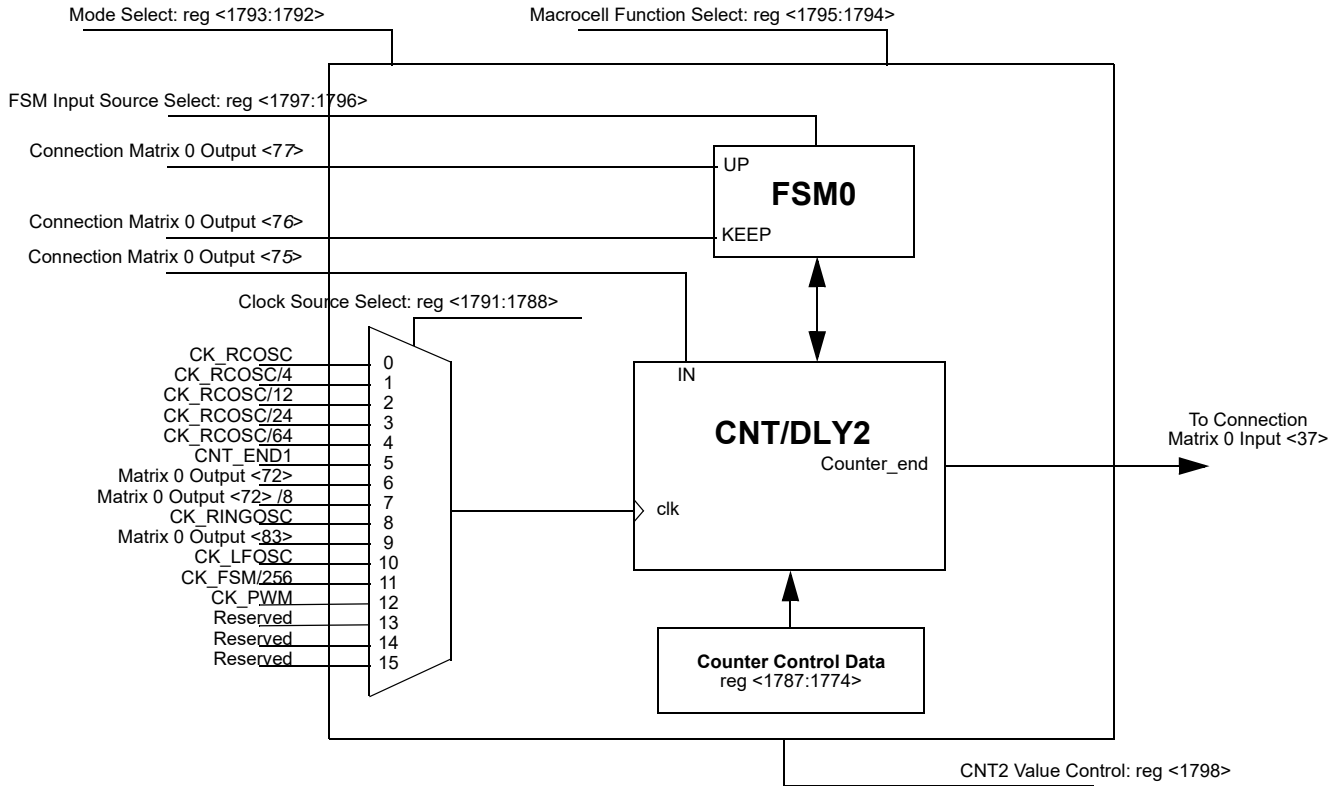 Mode Select: reg <1793:1792>
Macrocell Function Select: reg <1795:1794>
FSM Input Source Select: reg <1797:1796>
Connection Matrix 0 Output <77>
UP
FSM0
Connection Matrix 0 Output <76>
KEEP
Connection Matrix 0 Output <75>
Clock Source Select: reg <1791:1788>
CK_RCOSC
0
CK_RCOSC/4
1
CK_RCOSC/12
2
CK_RCOSC/24
3
CK_RCOSC/64
4
CNT_END1
5
Matrix 0 Output <72>
6
Matrix 0 Output <72> /8
7
CK_RINGOSC
8
Matrix 0 Output <83>
9
CK_LFOSC
10
CK_FSM/256
11
CK_PWM
12
Reserved
13
Reserved
14
Reserved
15
IN
CNT/DLY2
Counter_end
clk
To Connection
Matrix 0 Input <37>
Counter Control Data
reg <1787:1774>
CNT2 Value Control: reg <1798>